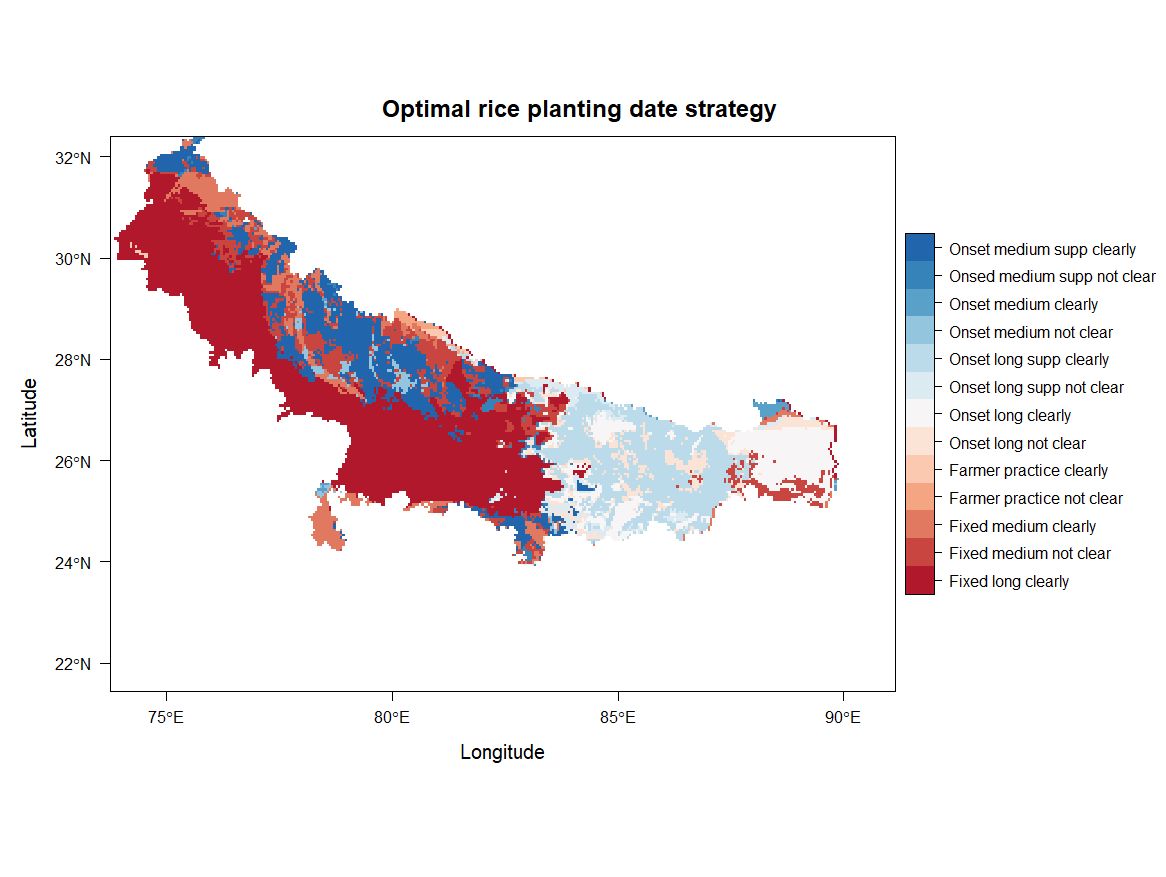 Optimal rice planting date strategy
32°N
30°N
28°N
26°N
24°N
22°N
Latitude
75°E
80°E
85°E
90°E
Longitude
Onset medium supp clearly
Onsed medium supp not clear
Onset medium clearly
Onset medium not clear
Onset long supp clearly
Onset long supp not clear
Onset long clearly
Onset long not clear
Farmer practice clearly
Farmer practice not clear
Fixed medium clearly
Fixed medium not clear
Fixed long clearly